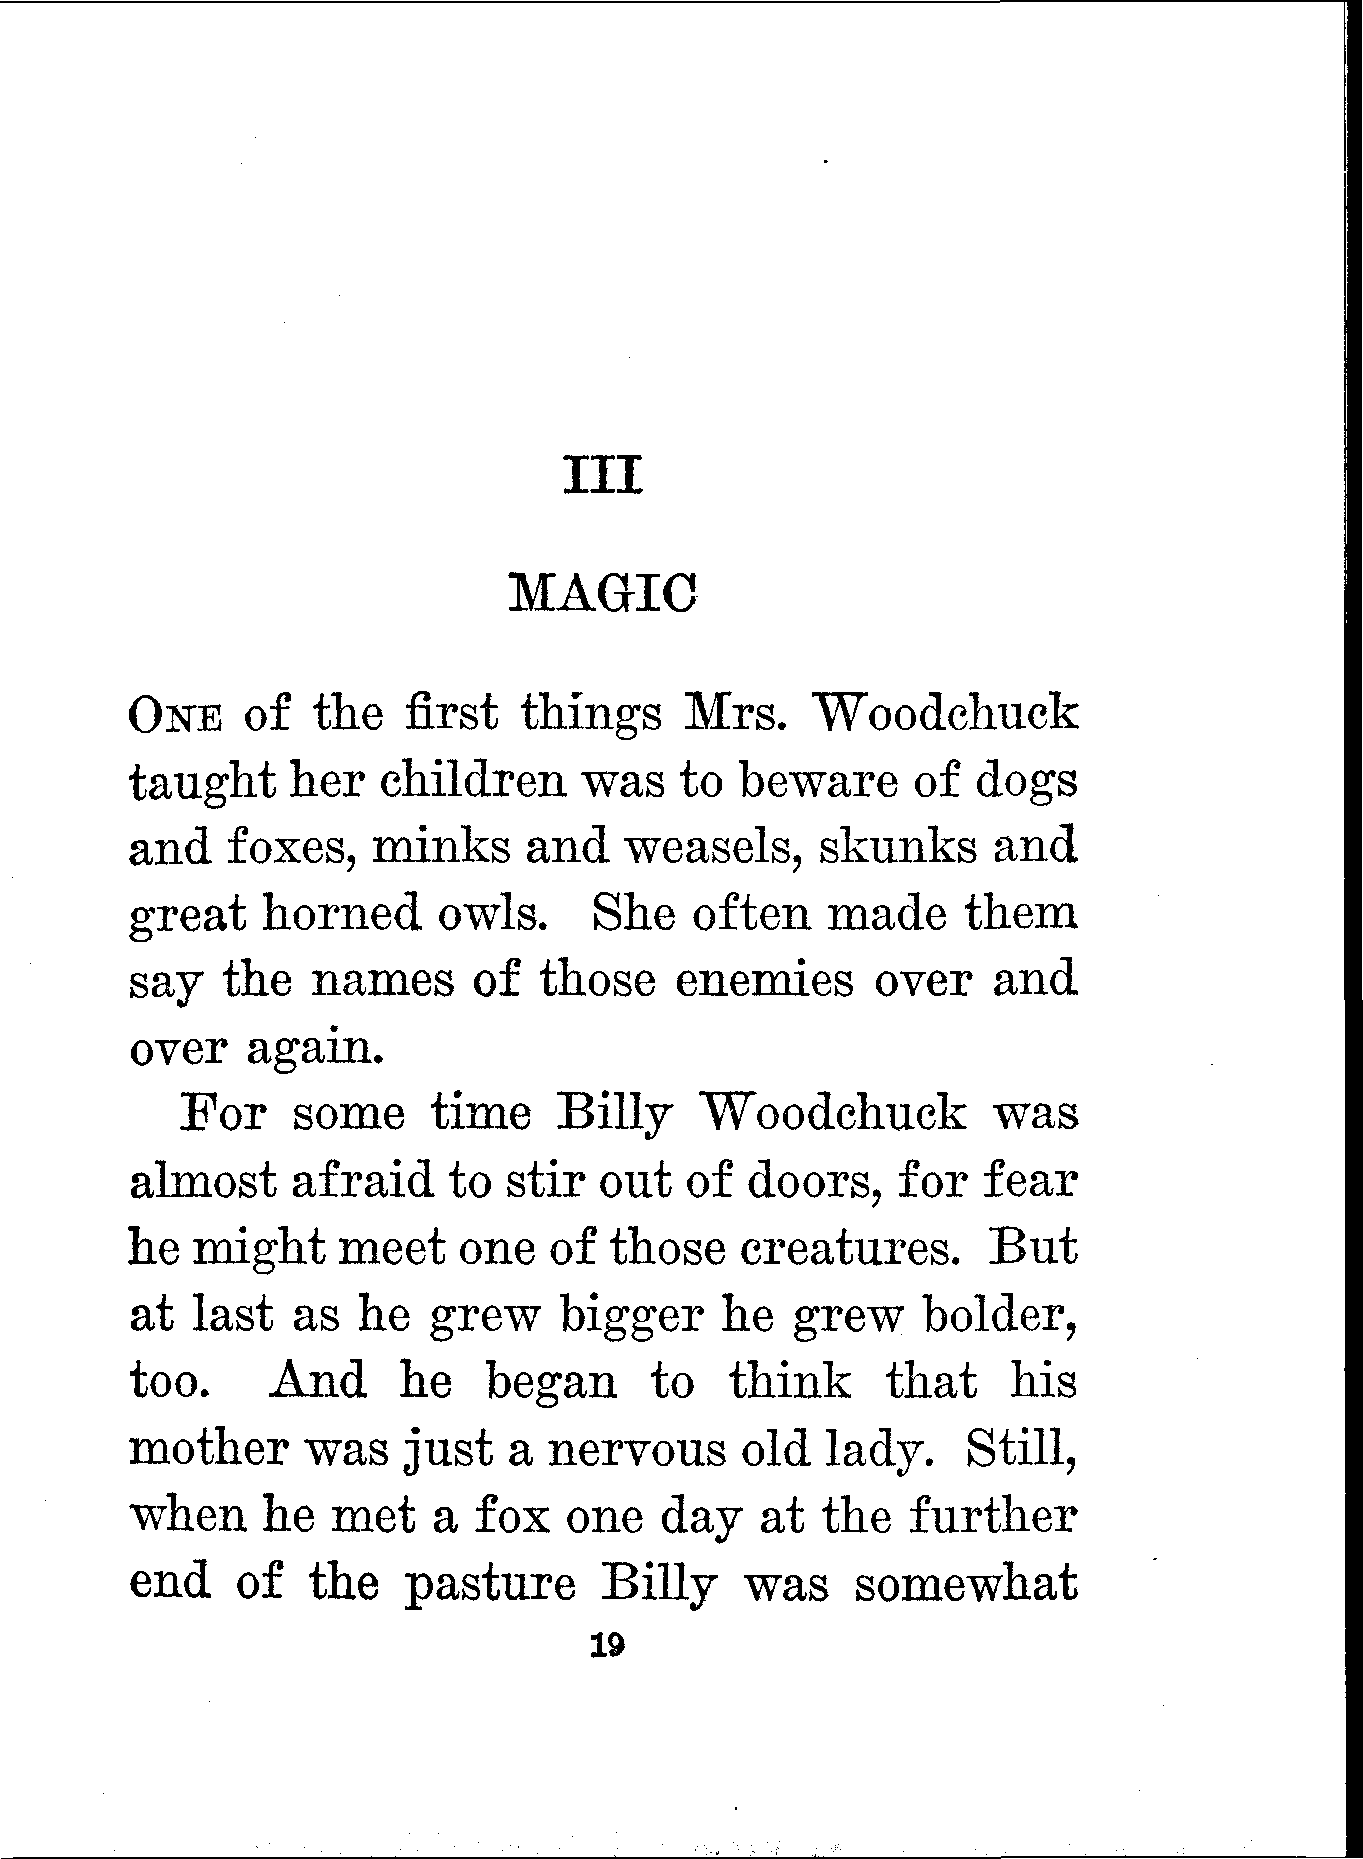 III
MAGIC
ONE of the first things Mrs. Woodchuck
taught her children was to beware of dogs
and foxes, minks and weasels, skunks and
great horned owls. She often made them
say the names of those enemies over and
over again.
For some time Billy Woodchuck was
almost afraid to stir out of doors, for fear
he might meet one of those creatures. But
at last as he grew bigger he grew bolder,
too. And he began to think that his
mother was just a nervous old lady. Still,
when he met a fox one day at the further
end of the pasture Billy was somewhat
19